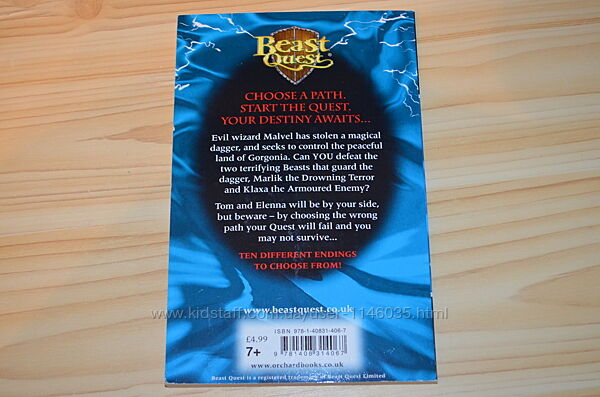 Beast
Quest
CHOOSE A PATH.
START THE QUEST.
YOUR DESTINY AWAITS...
Evil wizard Malvel has stolen a magical
dagger, and seeks to control the peaceful
land of Gorgonia. Can YOU defeat the
two terrifying Beasts that guard the
dagger, Marlik the Drowning Terror
and Klaxa the Armoured Enemy?
Tom and Elenna will be by your side,
but beware – by choosing the wrong
path your Quest will fail and you
may not survive...
TEN DIFFERENT ENDINGS
TO CHOOSE FROM!
www.beastquest.co.uk
www.kidstaff.com.ua/user-1146035.html
ISBN 978-1-40831-406-7
£4.99
7+
9 781408 314067
www.orchardbooks.co.uk
Beast Quest is a registered trademark of Beast Quest Limited